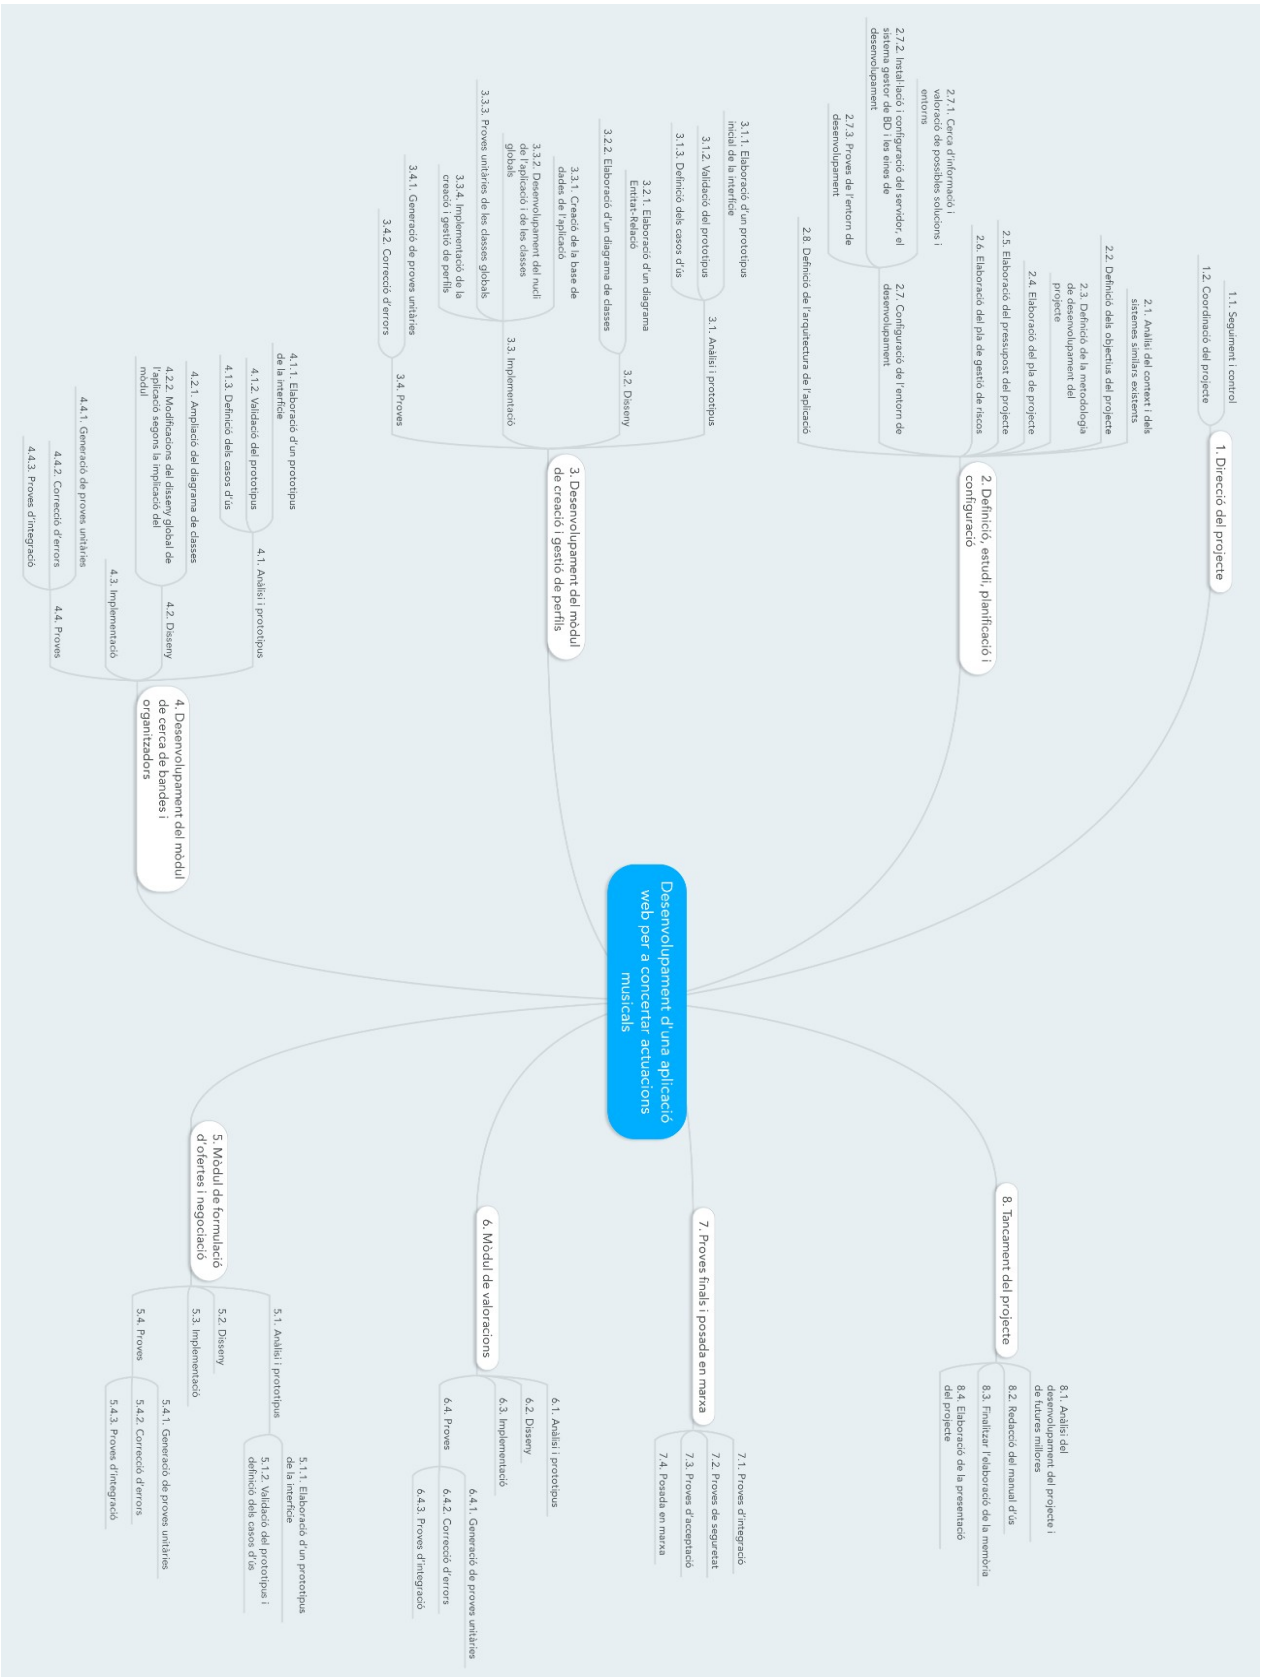 Desenvolupament d'una aplicació
web per a concertar actuacions
musicals
1. Direcció del projecte
1.1. Seguiment i control
1.2. Coordinació del projecte
2. Definició, estudi, planificació i
configuració
2.1. Anàlisi del context i dels
sistemes similars existents
2.2. Definició dels objectius del projecte
2.3. Definició de la metodologia
de desenvolupament del
projecte
2.4. Elaboració del pla de projecte
2.5. Elaboració del pressupost del projecte
2.6. Elaboració del pla de gestió de riscos
2.7. Configuració de l'entorn de
desenvolupament
2.7.1. Cerca d'informació i
valoració de possibles solucions i
entorns
2.7.2. Instal·lació i configuració del servidor, el
sistema gestor de BD i les eines de
desenvolupament
2.7.3. Proves de l'entorn de
desenvolupament
2.8. Definició de l'arquitectura de l'aplicació
3. Desenvolupament del mòdul
de creació i gestió de perfils
3.1. Anàlisi i prototipus
3.1.1. Elaboració d'un prototipus
inicial de la interfície
3.1.2. Validació del prototipus
3.1.3. Definició dels casos d'ús
3.2. Disseny
3.2.1. Elaboració d'un diagrama
Entitat-Relació
3.2.2. Elaboració d'un diagrama de classes
3.3. Implementació
3.3.1. Creació de la base de
dades de l'aplicació
3.3.2. Desenvolupament del nucli
de l'aplicació i de les classes
globals
3.3.3. Proves unitàries de les classes globals
3.3.4. Implementació de la
creació i gestió de perfils
3.4. Proves
3.4.1. Generació de proves unitàries
3.4.2. Correcció d'errors
4. Desenvolupament del mòdul
de cerca de bandes i
organitzadors
4.1. Anàlisi i prototipus
4.1.1. Elaboració d'un prototipus
de la interfície
4.1.2. Validació del prototipus
4.1.3. Definició dels casos d'ús
4.2. Disseny
4.2.1. Ampliació del diagrama de classes
4.2.2. Modificacions del disseny global de
l'aplicació segons la implicació del
mòdul
4.3. Implementació
4.4. Proves
4.4.1. Generació de proves unitàries
4.4.2. Correcció d'errors
4.4.3. Proves d'integració
5. Mòdul de formulació
d'ofertes i negociació
5.1. Anàlisi i prototipus
5.1.1. Elaboració d'un prototipus
de la interfície
5.1.2. Validació del prototipus i
definició dels casos d'ús
5.2. Disseny
5.3. Implementació
5.4. Proves
5.4.1. Generació de proves unitàries
5.4.2. Correcció d'errors
5.4.3. Proves d'integració
6. Mòdul de valoracions
6.1. Anàlisi i prototipus
6.2. Disseny
6.3. Implementació
6.4. Proves
6.4.1. Generació de proves unitàries
6.4.2. Correcció d'errors
6.4.3. Proves d'integració
7. Proves finals i posada en marxa
7.1. Proves d'integració
7.2. Proves de seguretat
7.3. Proves d'acceptació
7.4. Posada en marxa
8. Tancament del projecte
8.1. Anàlisi del
desenvolupament del projecte i
de futures millores
8.2. Redacció del manual d'ús
8.3. Finalitzar l'elaboració de la memòria
8.4. Elaboració de la presentació
del projecte